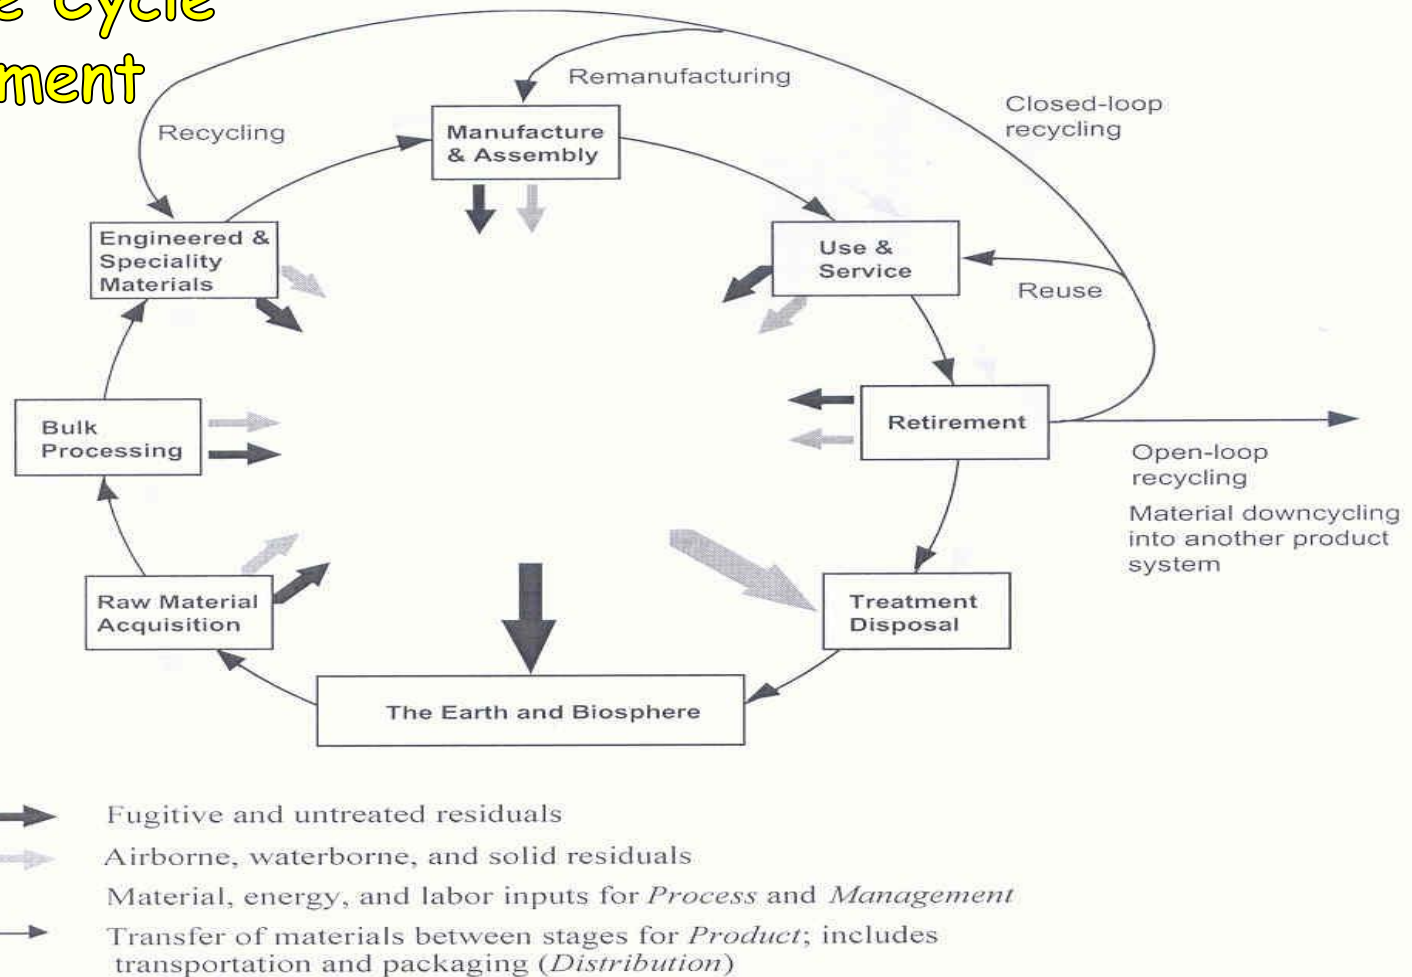 e Cycle
ment
Remanufacturing
Closed-loop
recycling
Recycling
Manufacture
& Assembly
Engineered &
Speciality
Materials
Use &
Service
Reuse
Bulk
Processing
Retirement
Open-loop
recycling
Material downcycling
into another product
system
Raw Material
Acquisition
Treatment
Disposal
The Earth and Biosphere
Fugitive and untreated residuals
Airborne, waterborne, and solid residuals
Material, energy, and labor inputs for Process and Management
Transfer of materials between stages for Product; includes
transportation and packaging (Distribution)